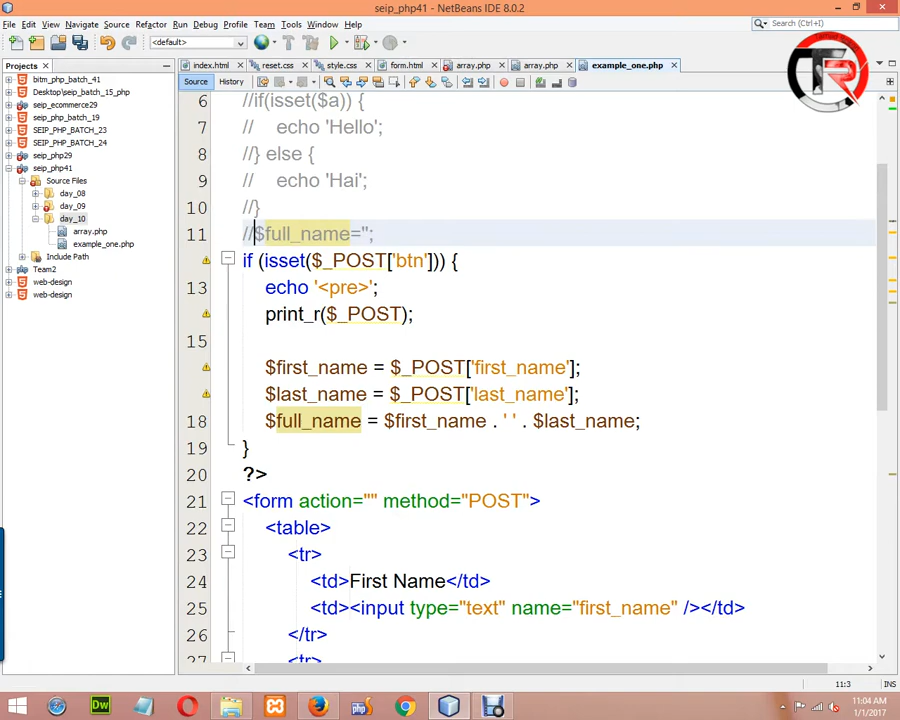 seip_php41 - NetBeans IDE 8.0.2
File Edit View Navigate Source Refactor Run Debug Profile Team Tools Window Help
Search (Ctrl+I)
<default>
Projects
index.html reset.css style.css form.html array.php array.php example_one.php
Source History
bitm_php_batch_41
Desktop\seip_batch_15_php
seip_ecommerce29
seip_php_batch_19
SEIP_PHP_BATCH_23
SEIP_PHP_BATCH_24
seip_php29
seip_php41
Source Files
day_08
day_09
day_10
array.php
example_one.php
Include Path
Team2
web-design
web-design
6 //if(isset($a)) {
7 //    echo 'Hello';
8 //} else {
9 //    echo 'Hai';
10 //}
11 //$full_name='';
if (isset($_POST['btn'])) {
13 echo '<pre>';
print_r($_POST);
15
$first_name = $_POST['first_name'];
$last_name = $_POST['last_name'];
18 $full_name = $first_name . ' ' . $last_name;
19 }
20 ?>
21 <form action="" method="POST">
22 <table>
23 <tr>
24 <td>First Name</td>
25 <td><input type="text" name="first_name" /></td>
26 </tr>
27 <tr>
11:3 INS
Dw
11:04 AM
1/1/2017